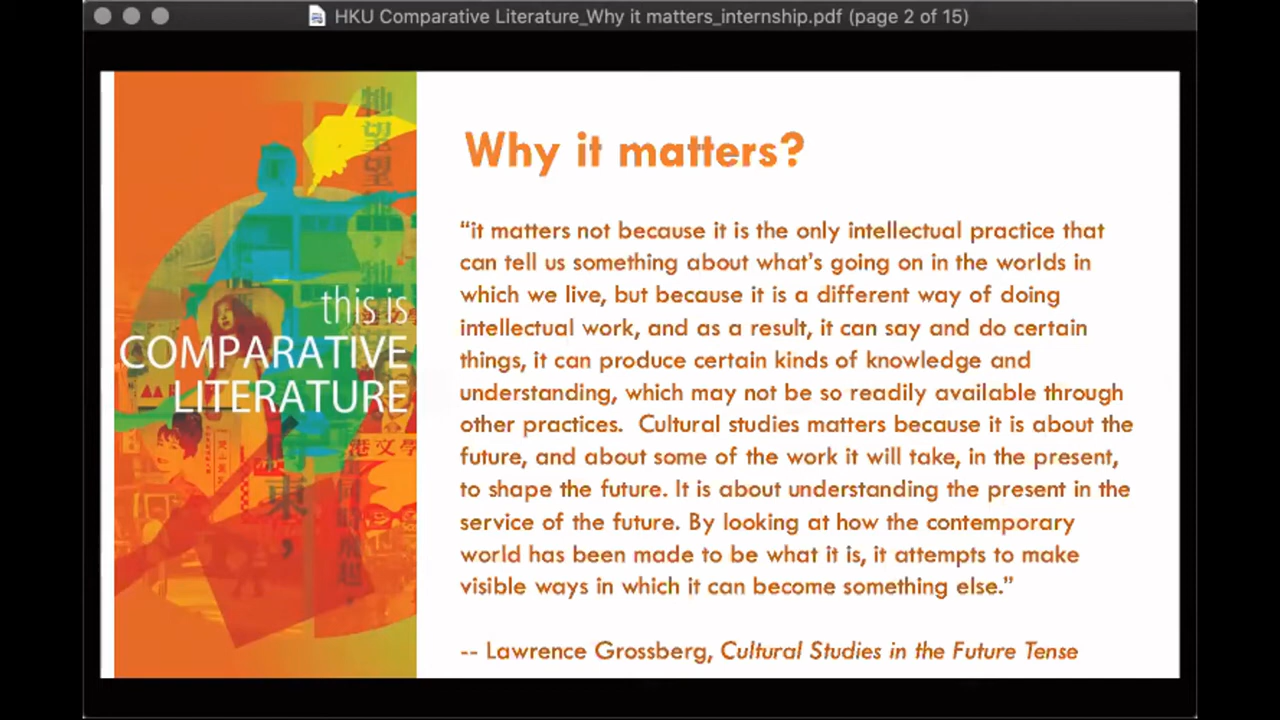 HKU Comparative Literature_Why it matters_internship.pdf (page 2 of 15)
this is
COMPARATIVE
LITERATURE
港文學
東，
Why it matters?
“it matters not because it is the only intellectual practice that
can tell us something about what’s going on in the worlds in
which we live, but because it is a different way of doing
intellectual work, and as a result, it can say and do certain
things, it can produce certain kinds of knowledge and
understanding, which may not be so readily available through
other practices.  Cultural studies matters because it is about the
future, and about some of the work it will take, in the present,
to shape the future. It is about understanding the present in the
service of the future. By looking at how the contemporary
world has been made to be what it is, it attempts to make
visible ways in which it can become something else.”
-- Lawrence Grossberg, Cultural Studies in the Future Tense